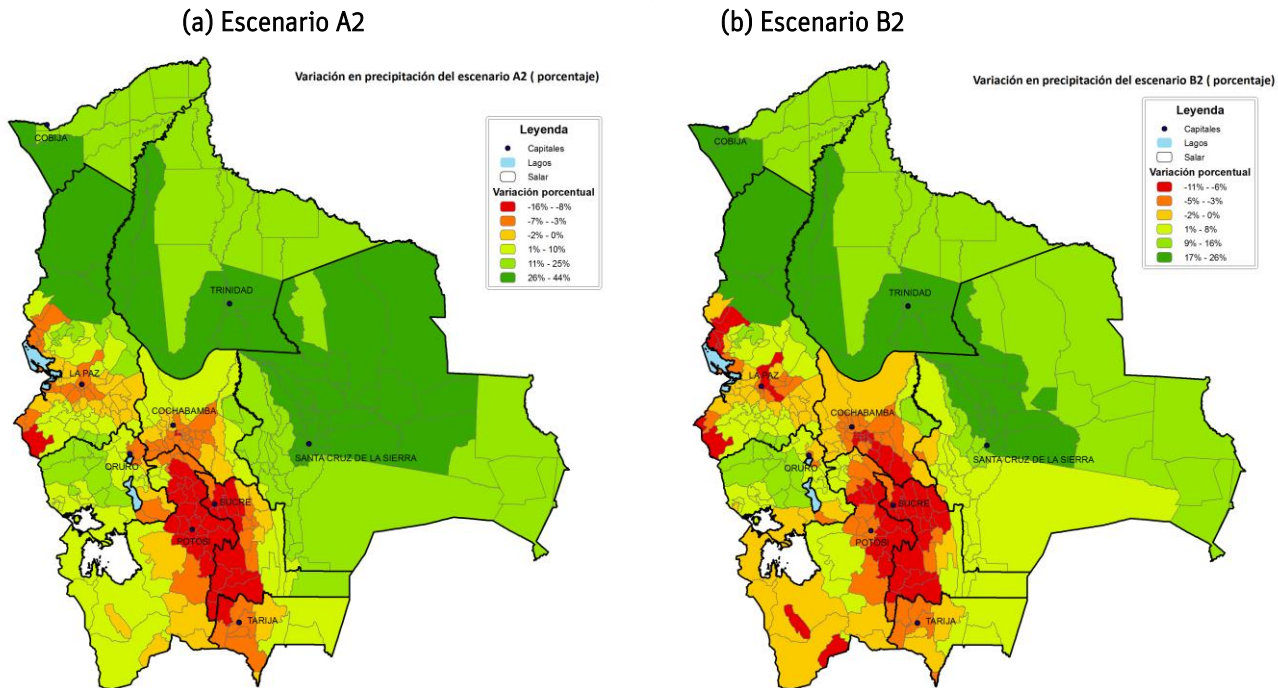 (a) Escenario A2
(b) Escenario B2
Variación en precipitación del escenario A2 ( porcentaje)
Leyenda
Capitales
Lagos
Salar
Variación porcentual
-16% - -8%
-7% - -3%
-2% - 0%
1% - 10%
11% - 25%
26% - 44%
COBIJA
TRINIDAD
LA PAZ
COCHABAMBA
ORURO
SANTA CRUZ DE LA SIERRA
SUCRE
POTOSI
TARIJA
Variación en precipitación del escenario B2 ( porcentaje)
Leyenda
Capitales
Lagos
Salar
Variación porcentual
-11% - -6%
-5% - -3%
-2% - 0%
1% - 8%
9% - 16%
17% - 26%
COBIJA
TRINIDAD
LA PAZ
COCHABAMBA
ORURO
SANTA CRUZ DE LA SIERRA
SUCRE
POTOSI
TARIJA